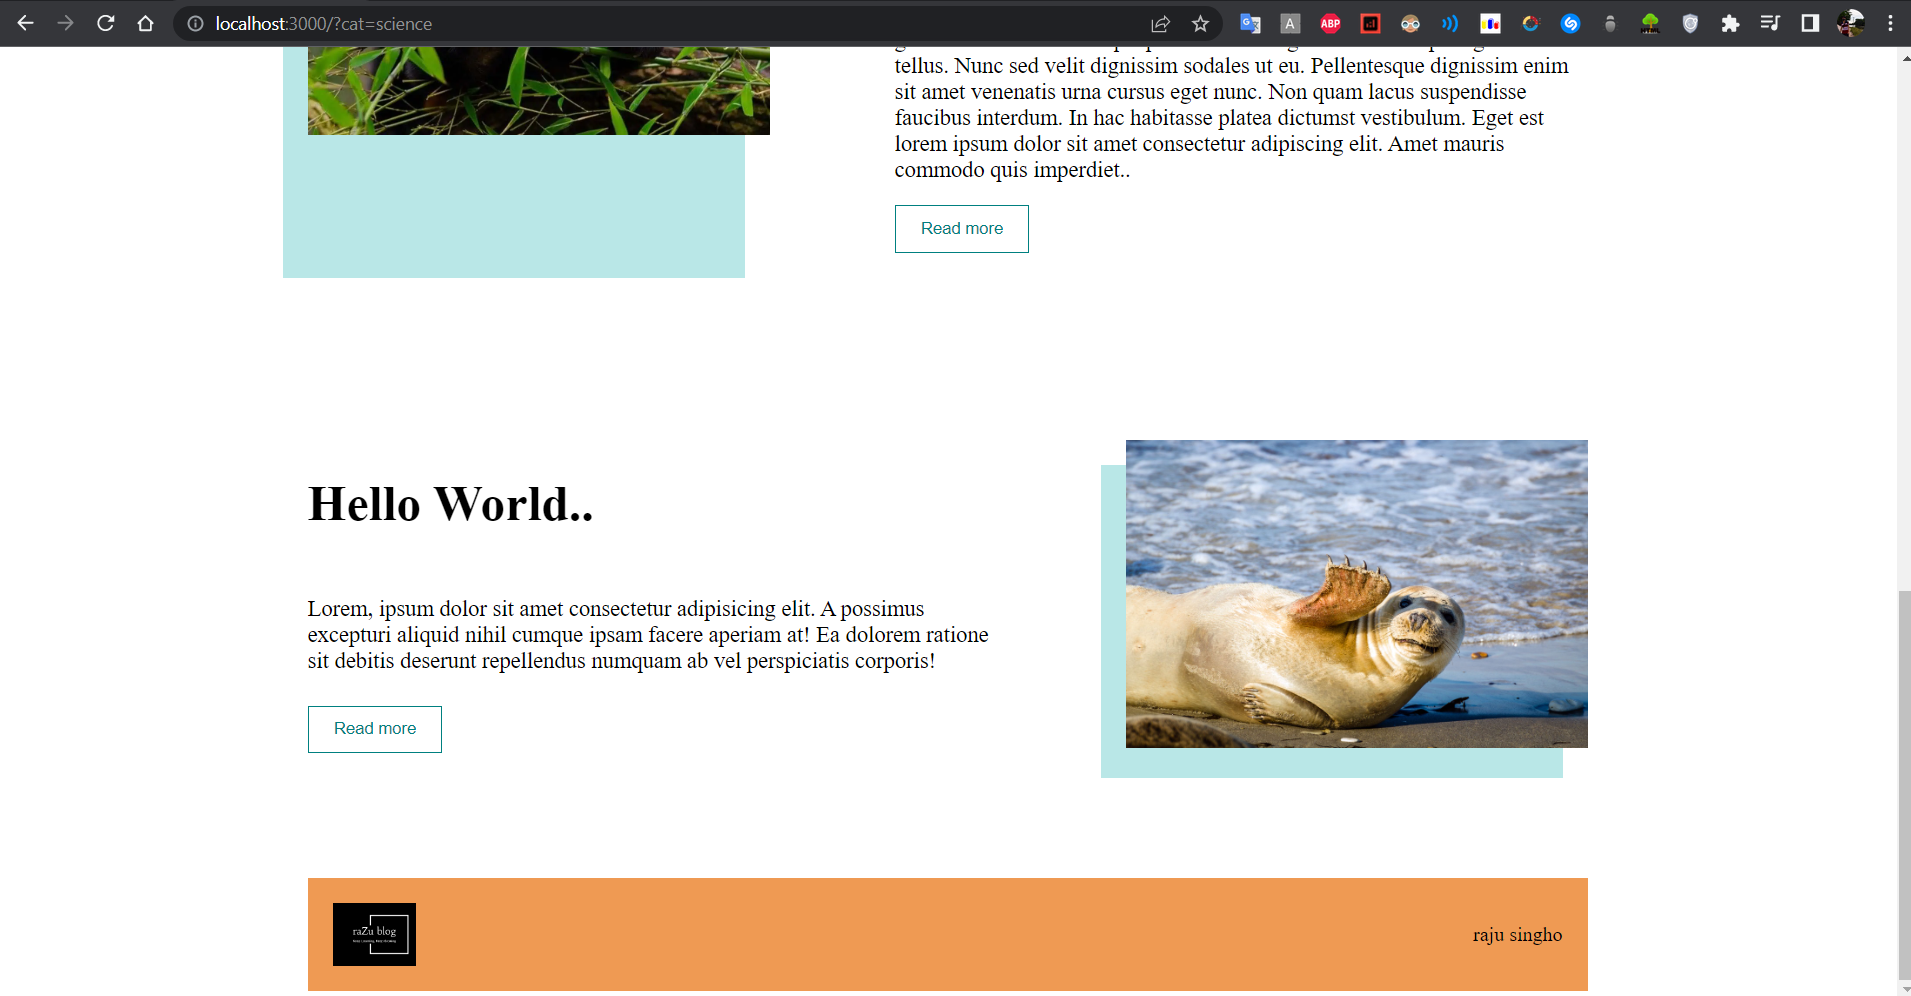 localhost:3000/?cat=science
tellus. Nunc sed velit dignissim sodales ut eu. Pellentesque dignissim enim
sit amet venenatis urna cursus eget nunc. Non quam lacus suspendisse
faucibus interdum. In hac habitasse platea dictumst vestibulum. Eget est
lorem ipsum dolor sit amet consectetur adipiscing elit. Amet mauris
commodo quis imperdiet..
Read more
Hello World..
Lorem, ipsum dolor sit amet consectetur adipisicing elit. A possimus
excepturi aliquid nihil cumque ipsam facere aperiam at! Ea dolorem ratione
sit debitis deserunt repellendus numquam ab vel perspiciatis corporis!
Read more
raZu blog
raju singho